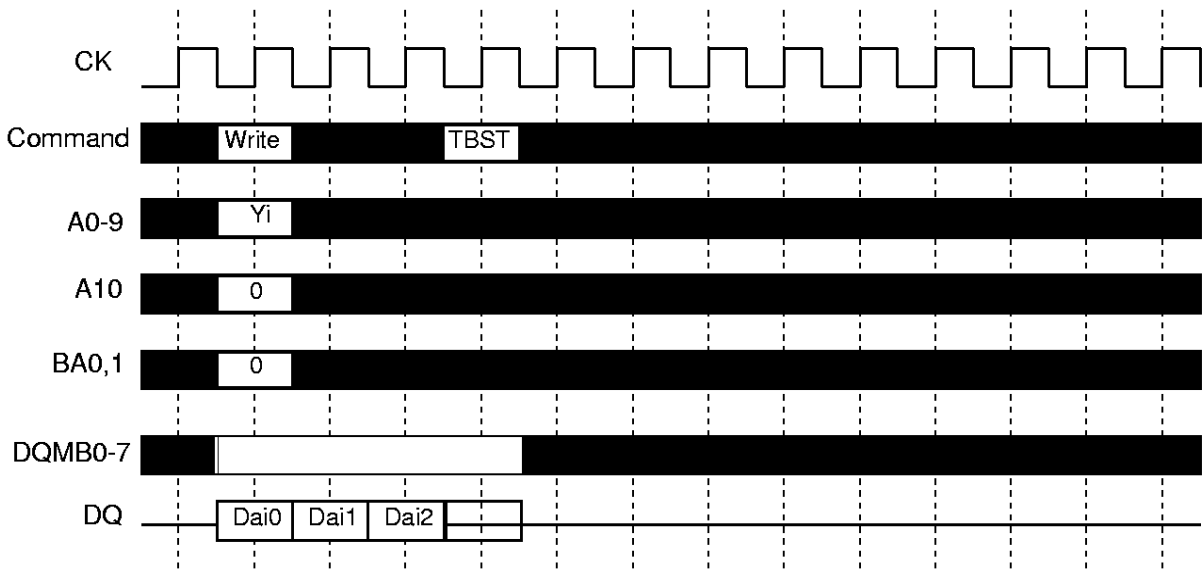 CK
Command Write TBST
A0-9 Yi
A10 0
BA0,1 0
DQMB0-7
DQ Dai0 Dai1 Dai2